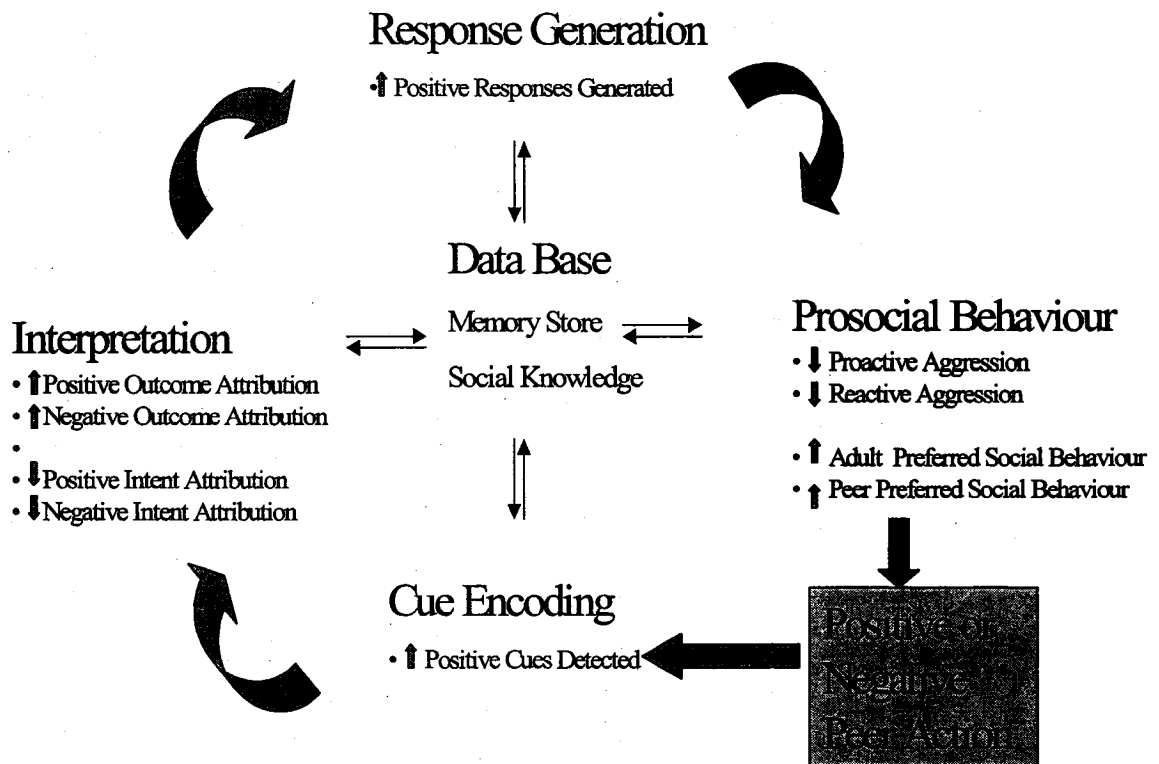 Response Generation
•⬆ Positive Responses Generated
Data Base
Memory Store
Social Knowledge
Interpretation
• ⬆Positive Outcome Attribution
• ⬆Negative Outcome Attribution
•
• ⬇Positive Intent Attribution
• ⬇Negative Intent Attribution
Prosocial Behaviour
• ⬇ Proactive Aggression
• ⬇ Reactive Aggression
• ⬆ Adult Preferred Social Behaviour
• ⬆ Peer Preferred Social Behaviour
Cue Encoding
• ⬆ Positive Cues Detected
Positive or
Negative
Peer Action